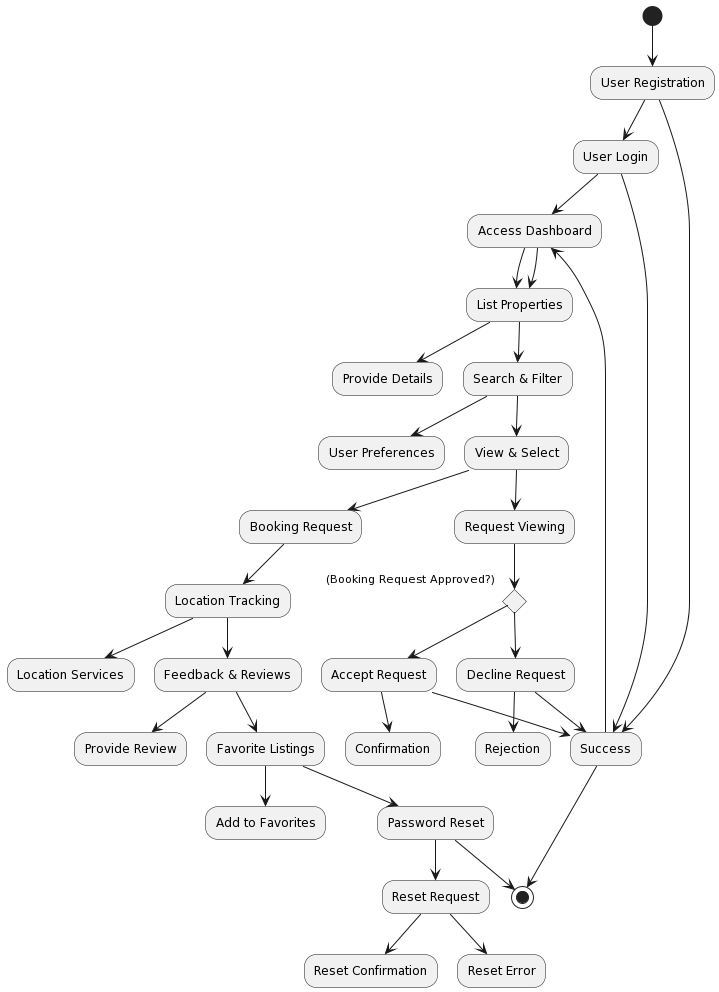 User Registration
User Login
Access Dashboard
List Properties
Provide Details
Search & Filter
User Preferences
View & Select
Booking Request
Request Viewing
(Booking Request Approved?)
Location Tracking
Location Services
Feedback & Reviews
Accept Request
Decline Request
Provide Review
Favorite Listings
Confirmation
Rejection
Success
Add to Favorites
Password Reset
Reset Request
Reset Confirmation
Reset Error